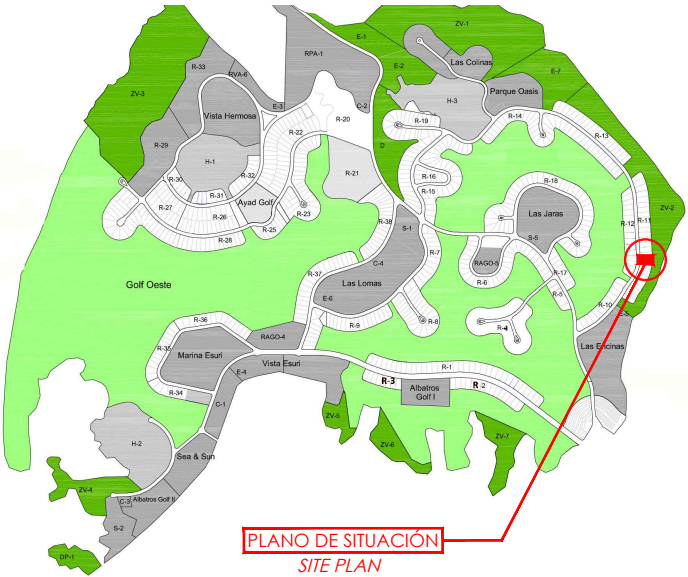 ZV-1
E-1
RPA-1
E-2
Las Colinas
E-7
R-33
RVA-6
ZV-3
Parque Oasis
H-3
E-3
C-2
Vista Hermosa
R-20
R-19
R-14
R-22
R-13
D
R-29
H-1
R-32
R-21
R-16
R-30
R-18
R-15
R-31
Ayad Golf
R-27
R-26
R-23
R-38
Las Jaras
ZV-2
R-12
R-11
R-25
S-1
R-28
S-5
R-7
C-4
RAGO-5
R-37
R-17
Golf Oeste
Las Lomas
R-6
R-5
E-6
R-10
R-36
R-9
R-8
R-4
RAGO-4
R-35
Marina Esuri
Las Encinas
Vista Esuri
R-1
E-4
R-3
R 2
Albatros
Golf I
R-34
C-1
ZV-5
H-2
ZV-6
ZV-7
Sea & Sun
ZV-4
C-3
Albatros Golf II
S-2
PLANO DE SITUACIÓN
DP-1
SITE PLAN